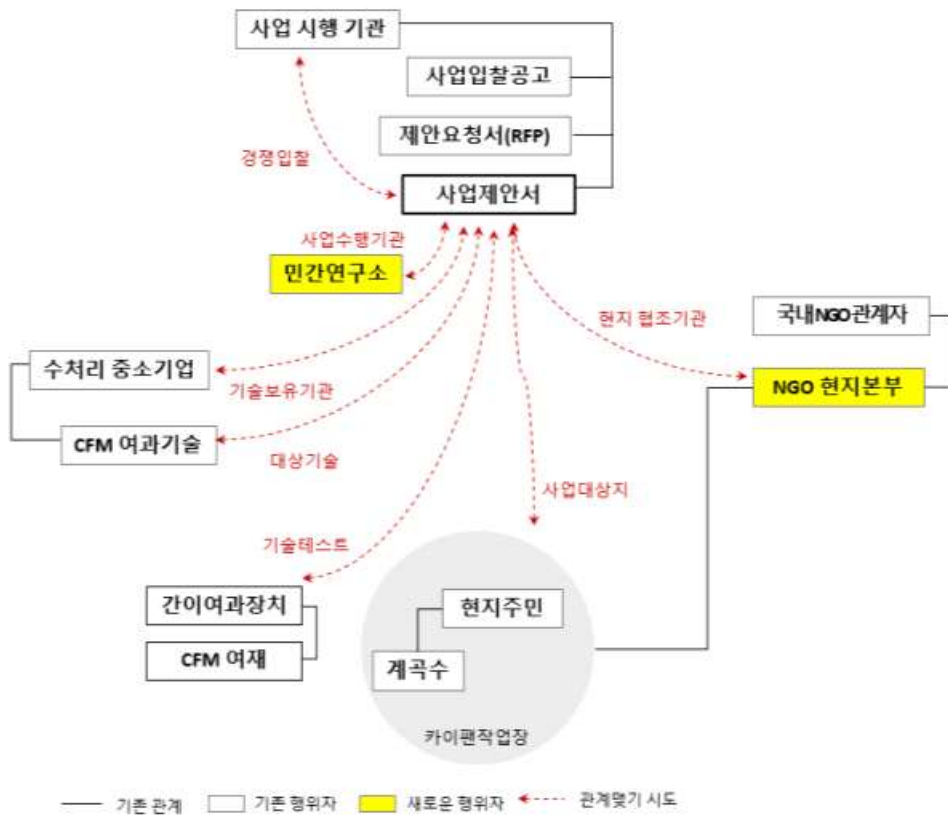 사업 시행 기관
사업입찰공고
제안요청서(RFP)
경쟁입찰
사업제안서
사업수행기관
민간연구소
현지 협조기관
국내NGO관계자
수처리 중소기업
기술보유기관
NGO 현지본부
CFM 여과기술
대상기술
사업대상지
기술테스트
간이여과장치
현지주민
CFM 여재
계곡수
카이팬작업장
기존 관계
기존 행위자
새로운 행위자
관계맺기 시도